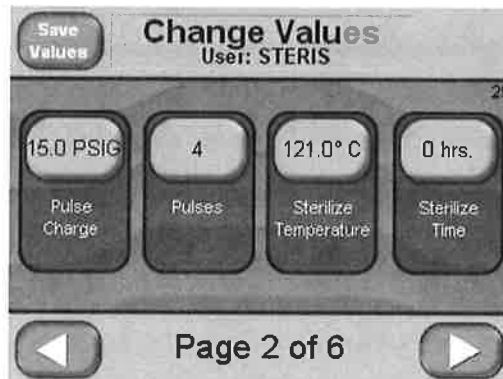 Save Values
Change Values
User: STERIS
15.0 PSIG
4
121.0° C
0 hrs.
Pulse Charge
Pulses
Sterilize Temperature
Sterilize Time
Page 2 of 6